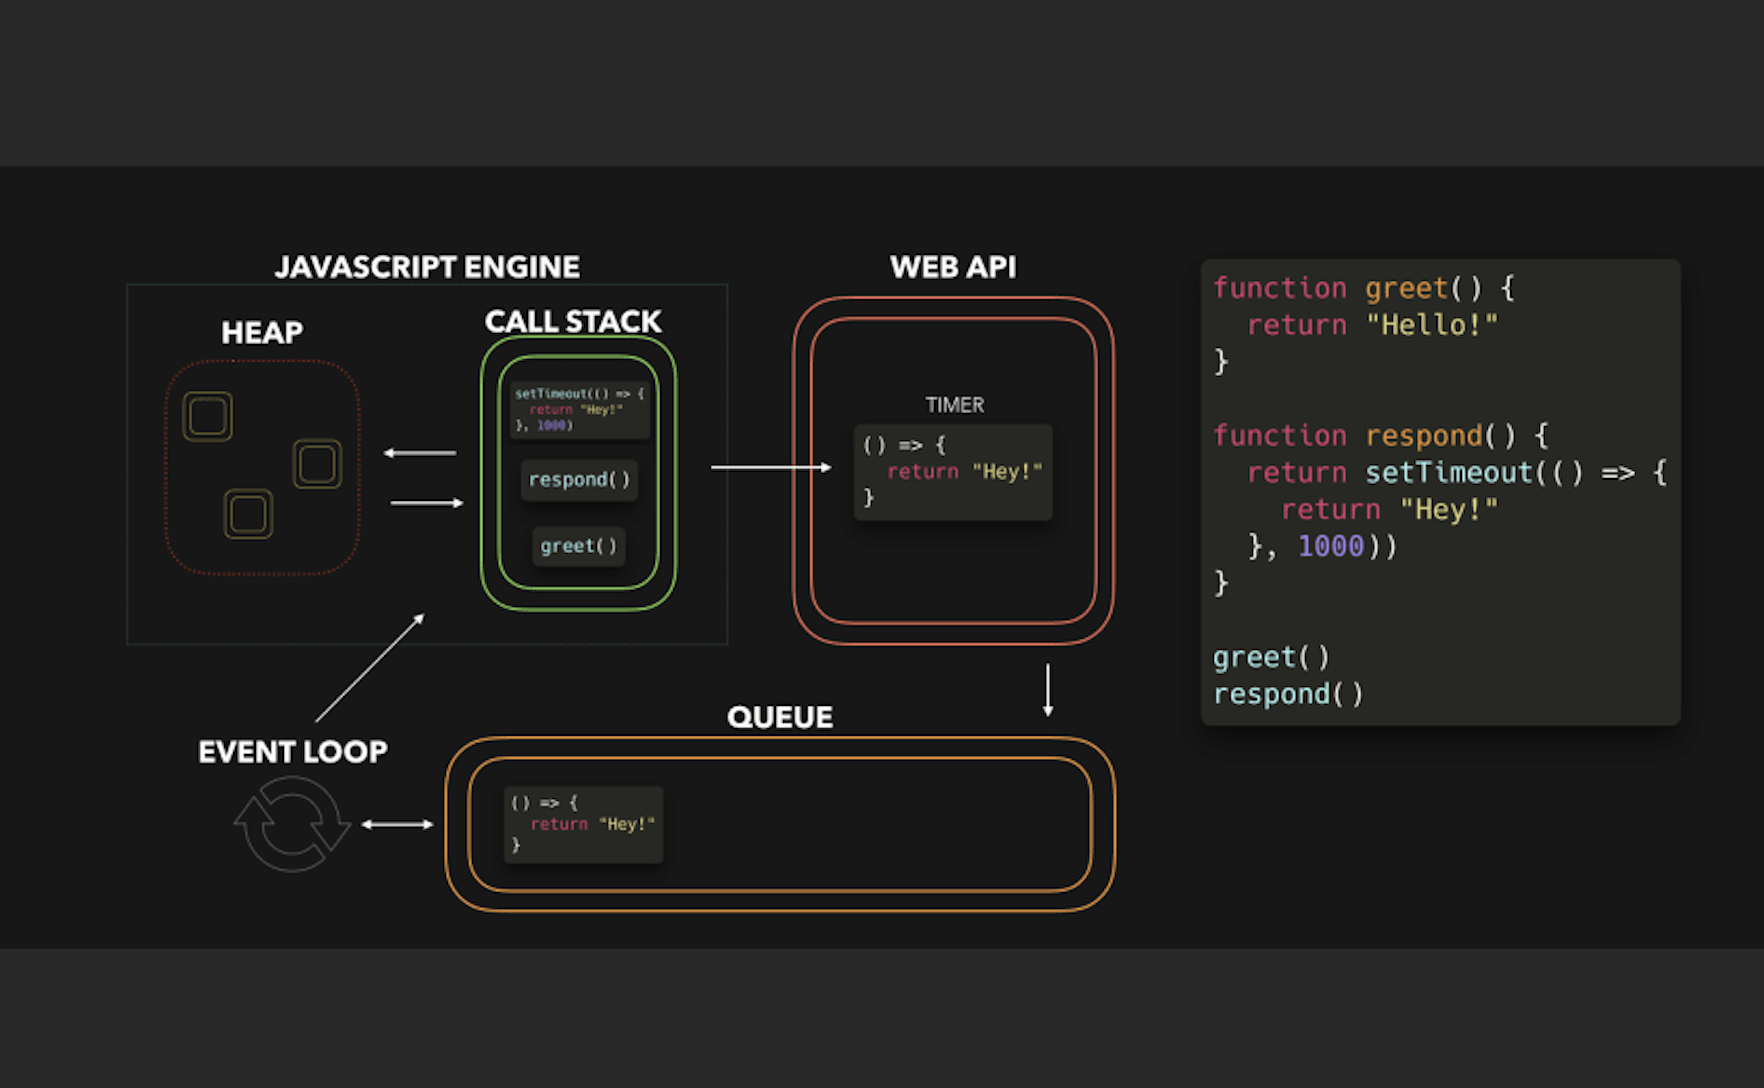 JAVASCRIPT ENGINE
HEAP
CALL STACK
setTimeout(() => {
return "Hey!"
}, 1000)
respond()
greet()
WEB API
TIMER
() => {
return "Hey!"
}
EVENT LOOP
QUEUE
() => {
return "Hey!"
}
function greet() {
return "Hello!"
}
function respond() {
return setTimeout(() => {
return "Hey!"
}, 1000))
}
greet()
respond()